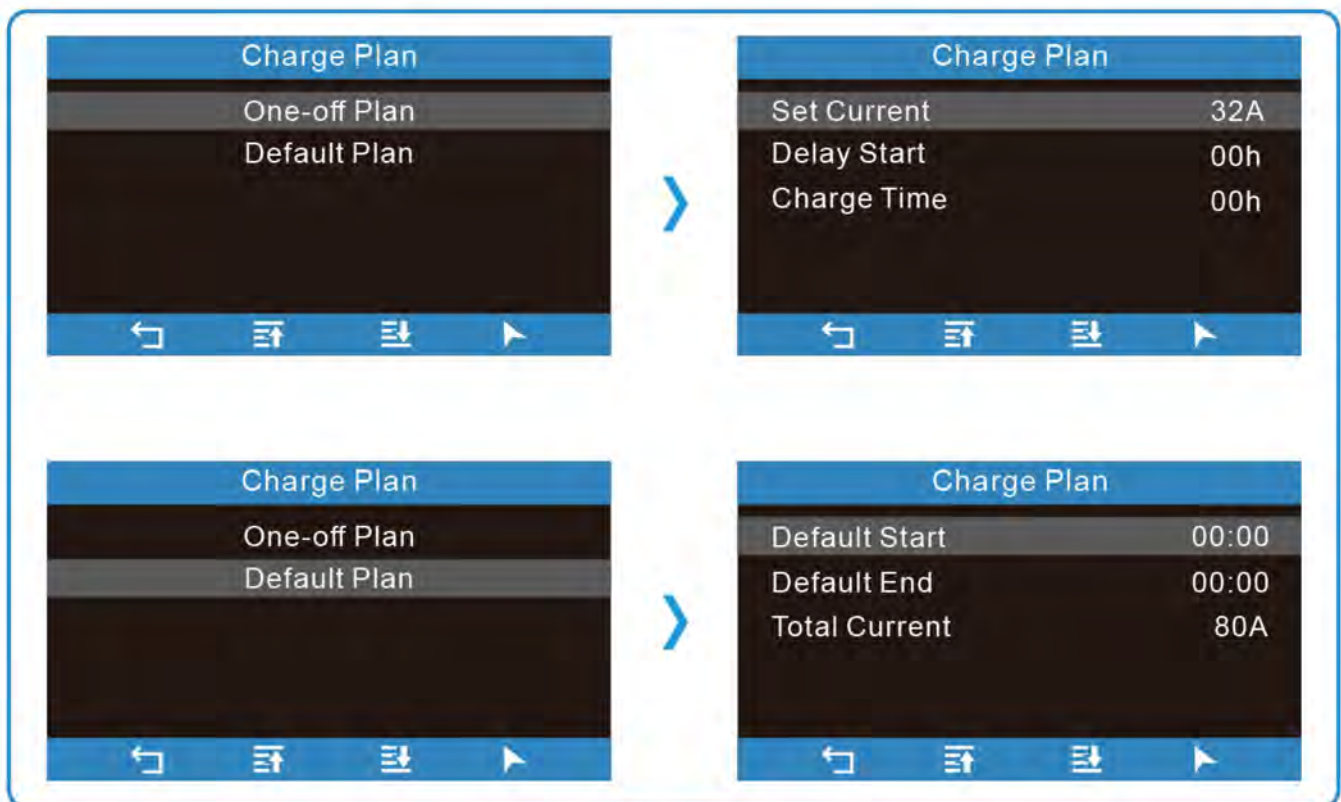 Charge Plan
One-off Plan
Default Plan
Charge Plan
Set Current 32A
Delay Start 00h
Charge Time 00h
Charge Plan
One-off Plan
Default Plan
Charge Plan
Default Start 00:00
Default End 00:00
Total Current 80A